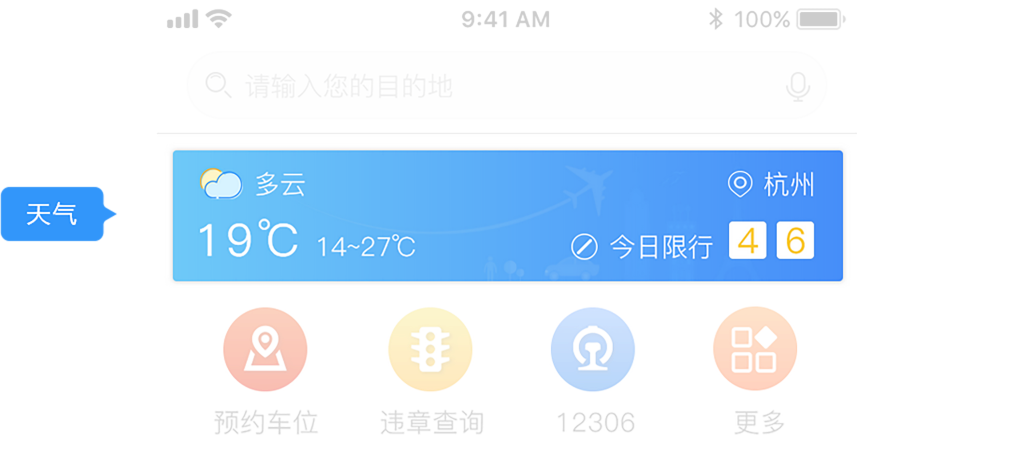 9:41 AM
100%
请输入您的目的地
天气
多云
杭州
19℃
14~27℃
今日限行
4 6
预约车位
违章查询
12306
更多